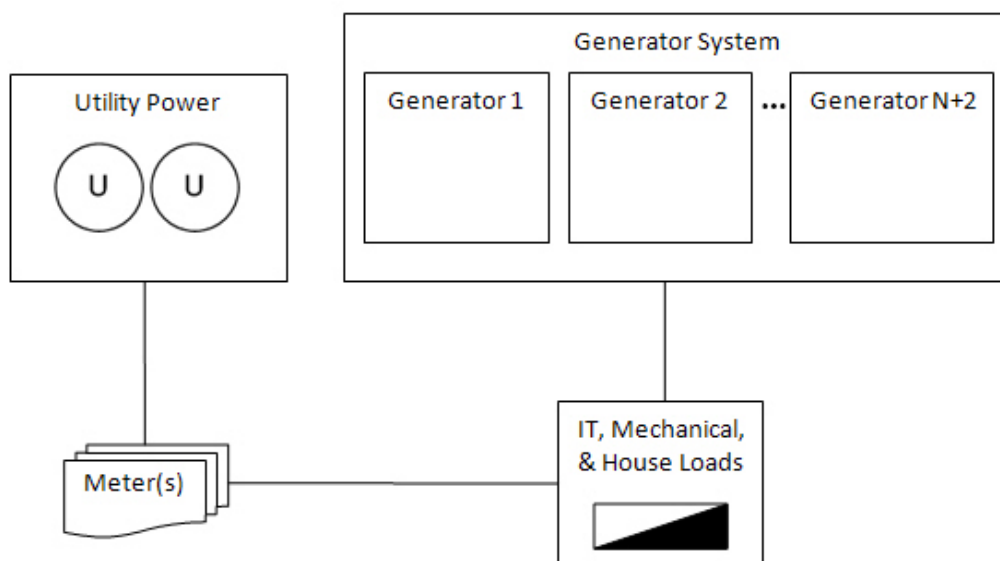 Generator System
Utility Power
Generator 1
Generator 2
...
Generator N+2
U
U
IT, Mechanical,
& House Loads
Meter(s)